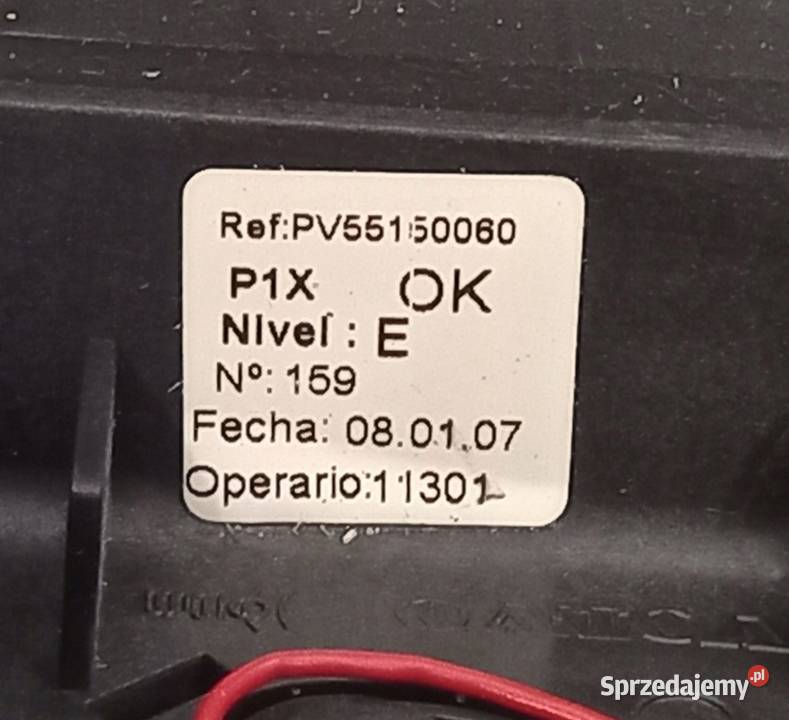 Ref:PV55150060
P1X OK
Nivel : E
Nº: 159
Fecha: 08.01.07
Operario:11301
Sprzedajemy.pl